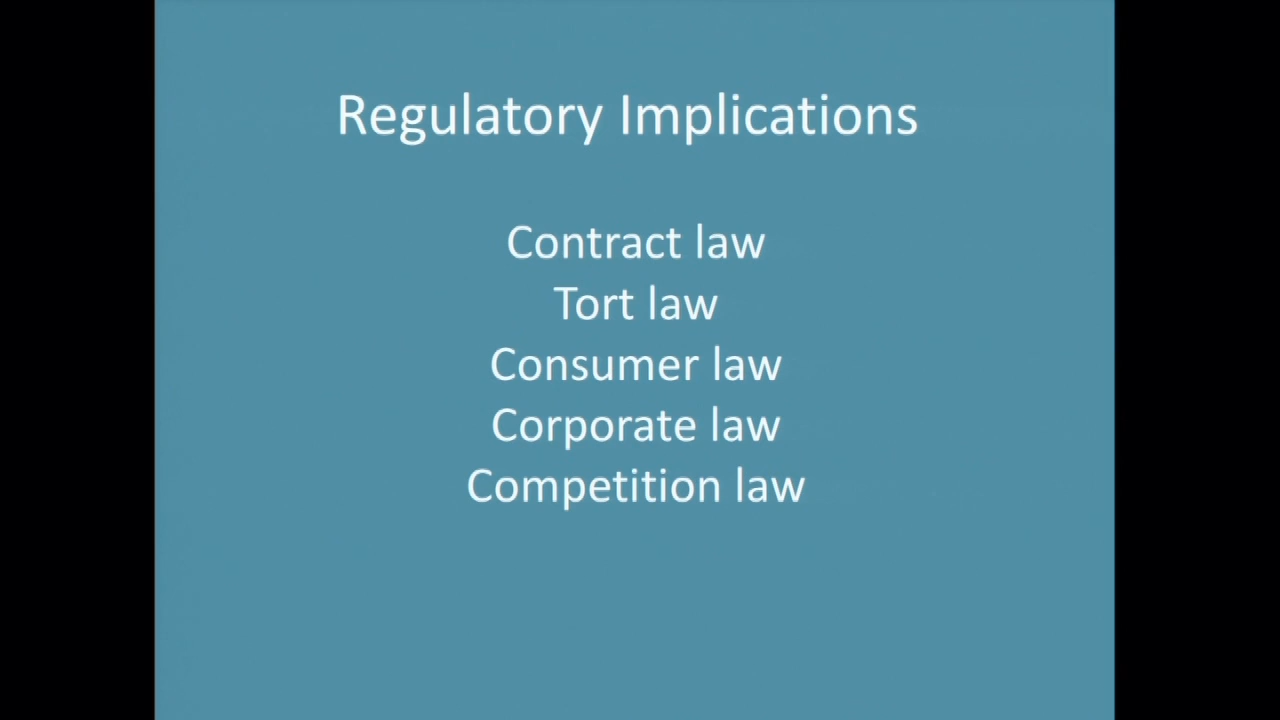 Regulatory Implications
Contract law
Tort law
Consumer law
Corporate law
Competition law